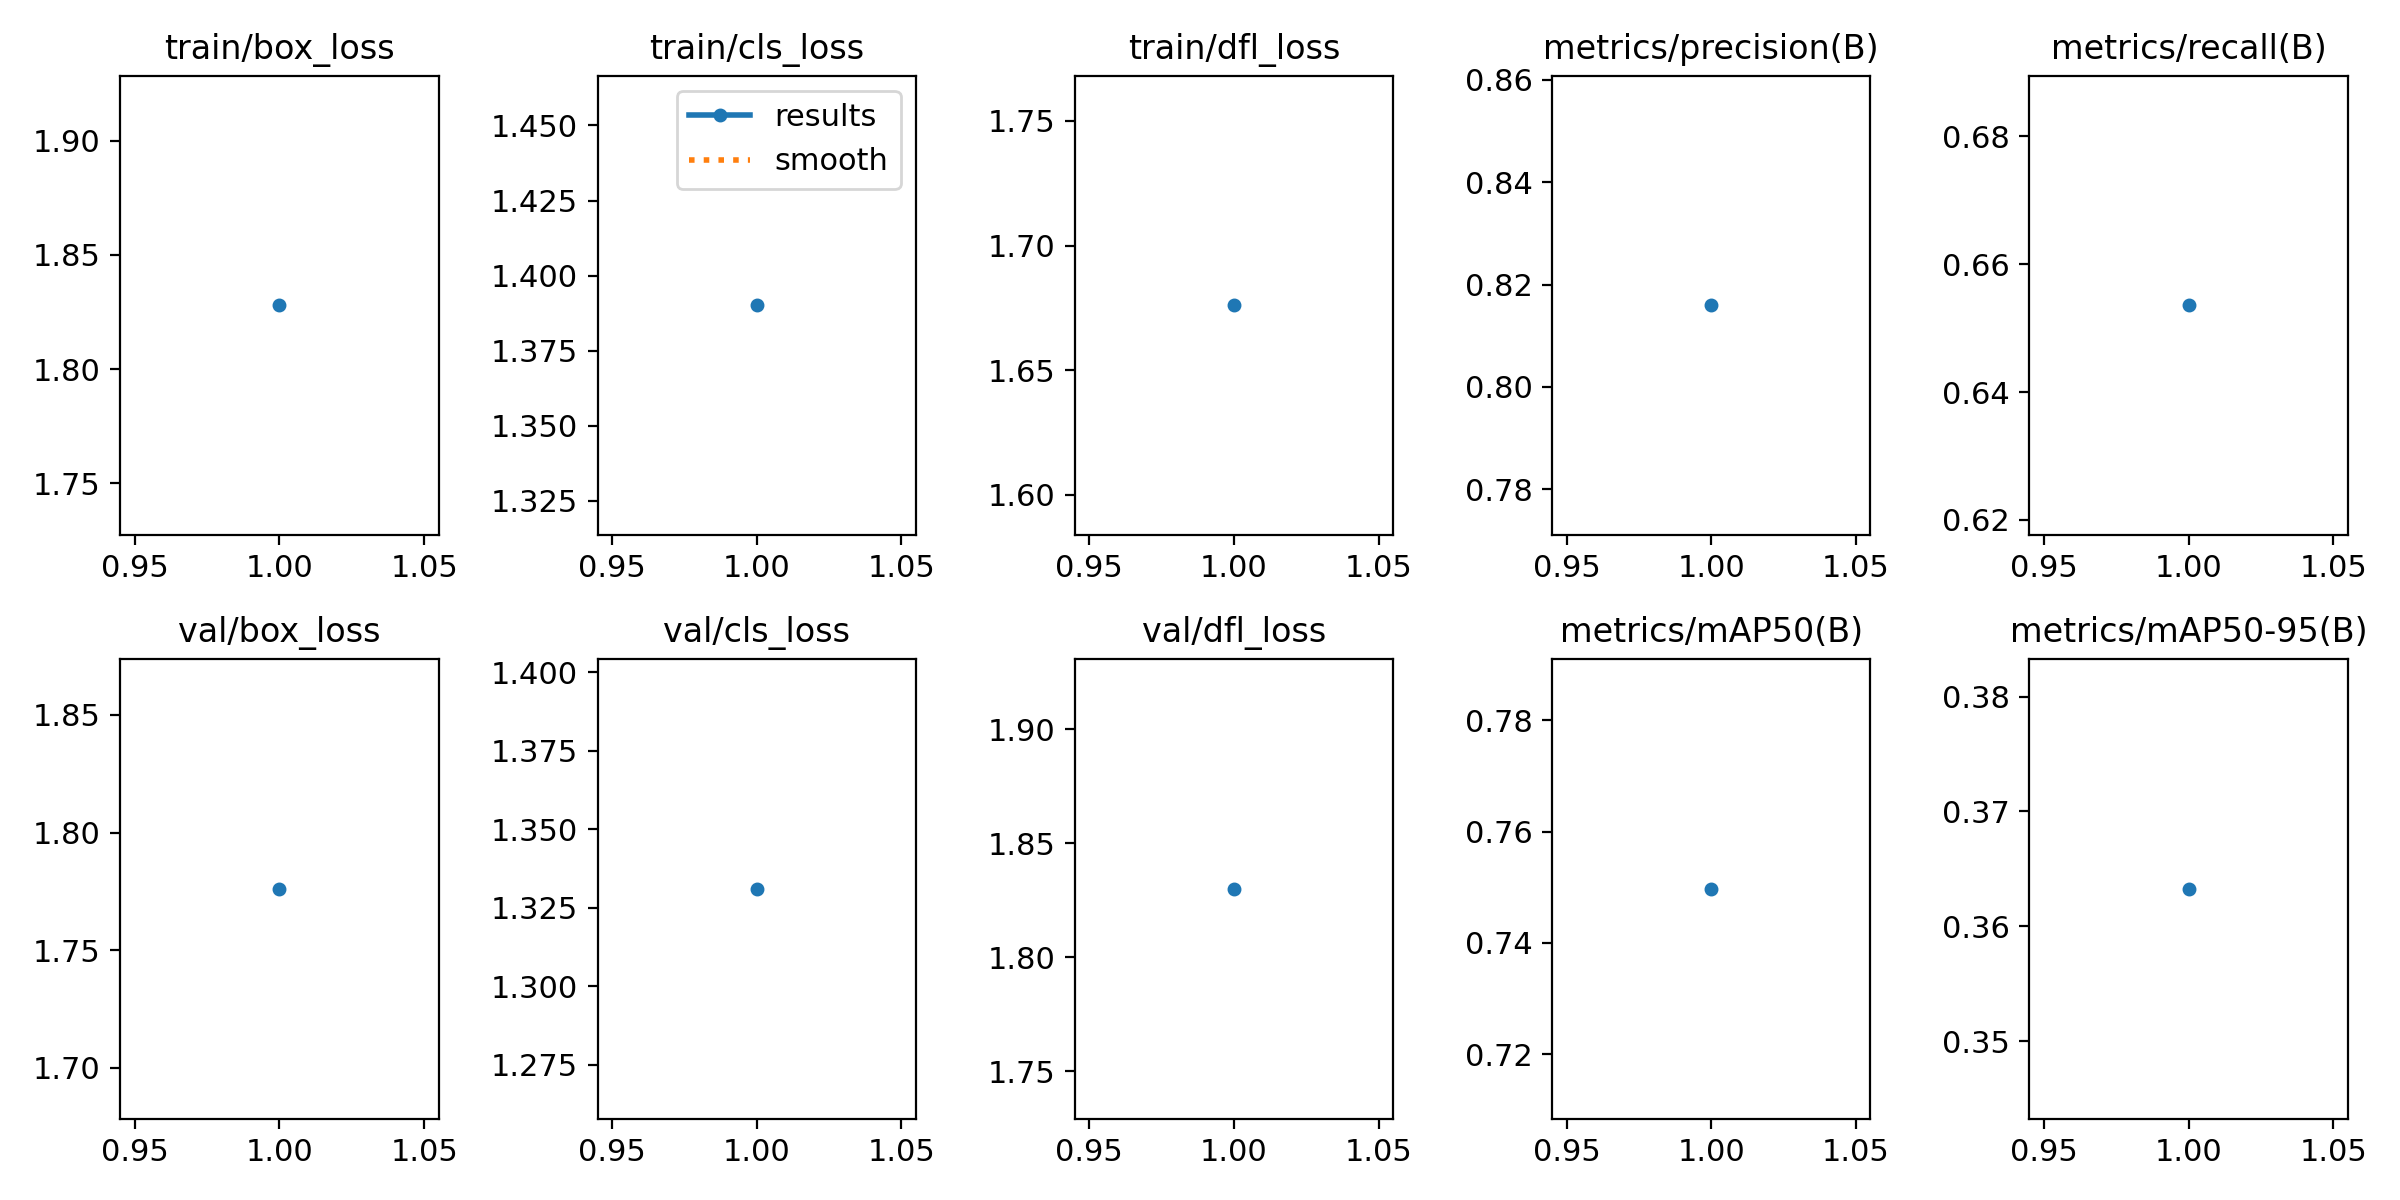 train/box_loss
1.90
1.85
1.80
1.75
0.95 1.00 1.05
train/cls_loss
results
smooth
1.450
1.425
1.400
1.375
1.350
1.325
0.95 1.00 1.05
train/dfl_loss
1.75
1.70
1.65
1.60
0.95 1.00 1.05
metrics/precision(B)
0.86
0.84
0.82
0.80
0.78
0.95 1.00 1.05
metrics/recall(B)
0.68
0.66
0.64
0.62
0.95 1.00 1.05
val/box_loss
1.85
1.80
1.75
1.70
0.95 1.00 1.05
val/cls_loss
1.400
1.375
1.350
1.325
1.300
1.275
0.95 1.00 1.05
val/dfl_loss
1.90
1.85
1.80
1.75
0.95 1.00 1.05
metrics/mAP50(B)
0.78
0.76
0.74
0.72
0.95 1.00 1.05
metrics/mAP50-95(B)
0.38
0.37
0.36
0.35
0.95 1.00 1.05